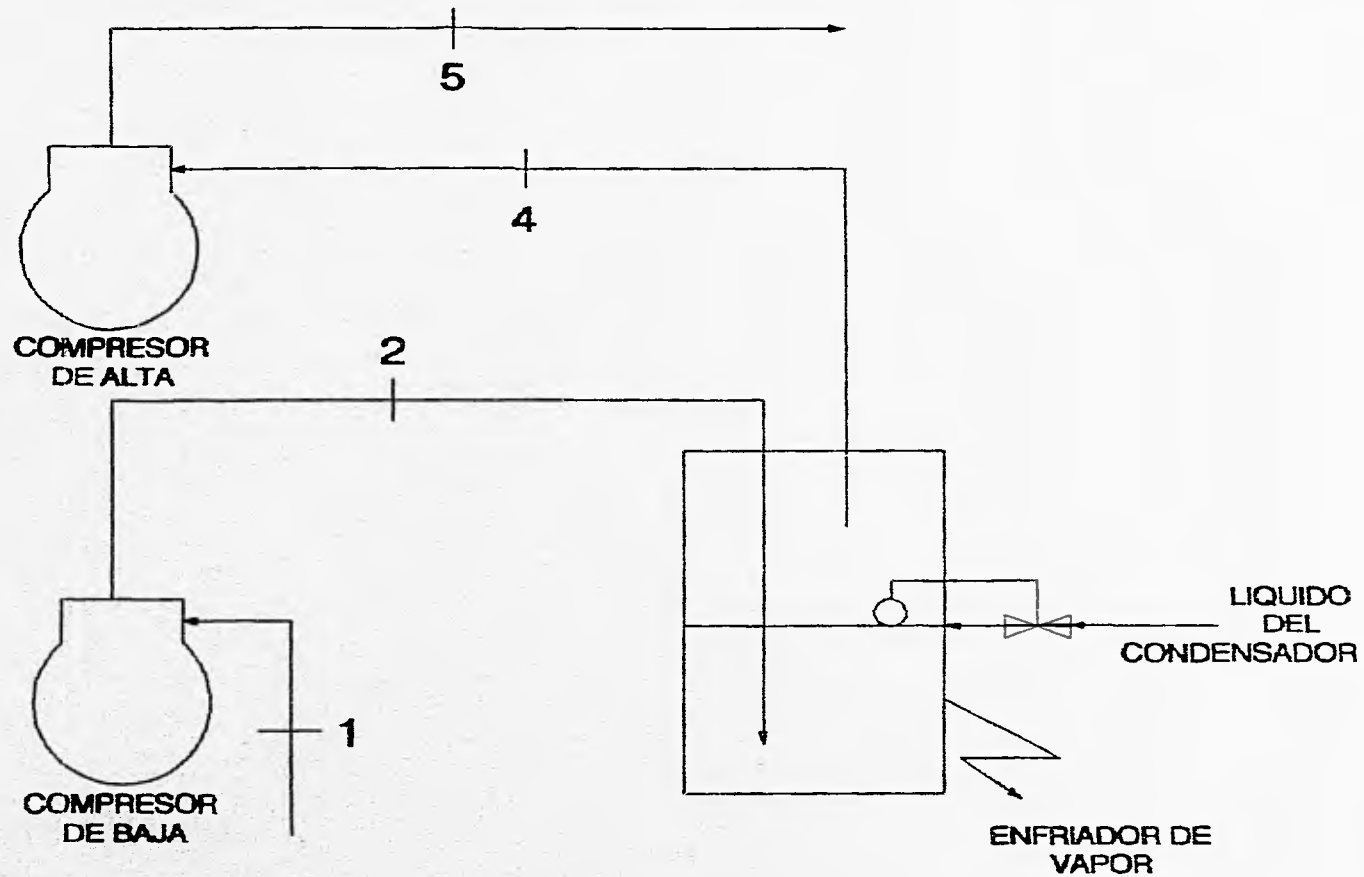 5
4
COMPRESOR
DE ALTA
2
LIQUIDO
DEL
CONDENSADOR
1
COMPRESOR
DE BAJA
ENFRIADOR DE
VAPOR